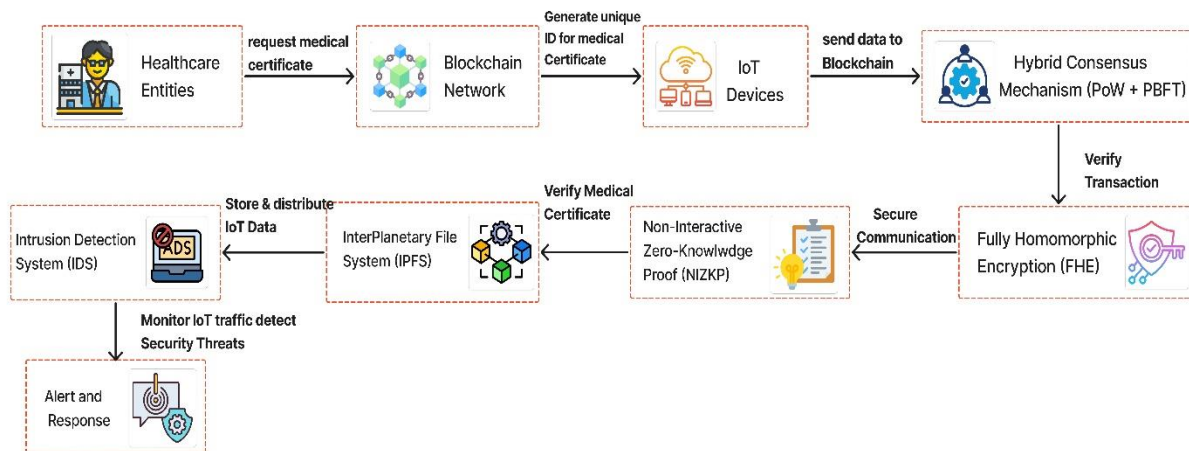 Healthcare
Entities
request medical
certificate
Blockchain
Network
Generate unique
ID for medical
Certificate
IoT
Devices
send data to
Blockchain
Hybrid Consensus
Mechanism (PoW + PBFT)
Verify
Transaction
Fully Homomorphic
Encryption (FHE)
Secure
Communication
Non-Interactive
Zero-Knowlwdge
Proof (NIZKP)
Verify Medical
Certificate
InterPlanetary File
System (IPFS)
Store & distribute
IoT Data
Intrusion Detection
System (IDS)
ADS
Monitor IoT traffic detect
Security Threats
Alert and
Response